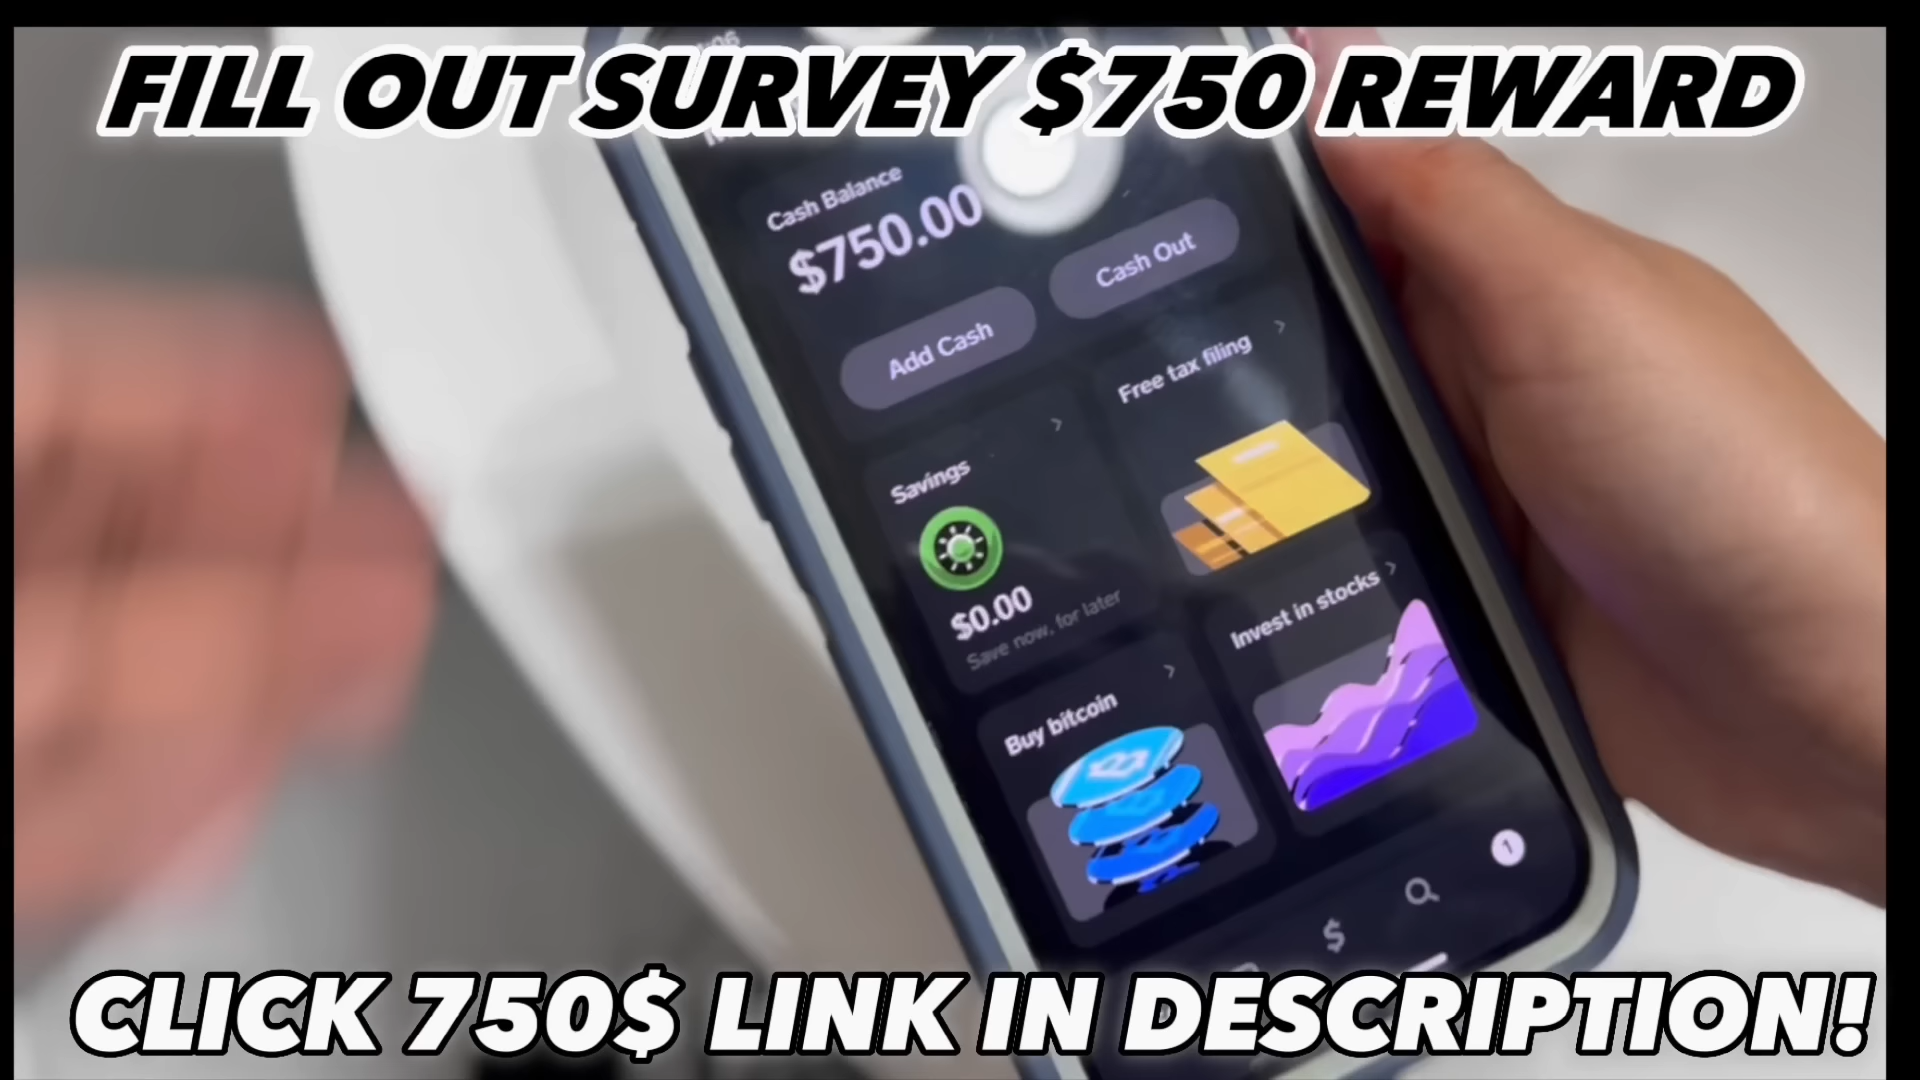 FILL OUT SURVEY $750 REWARD
Cash Balance
$750.00
Add Cash
Cash Out
Savings
$0.00
Save now, for later
Free tax filing
Buy bitcoin
Invest in stocks
$
1
CLICK 750$ LINK IN DESCRIPTION!